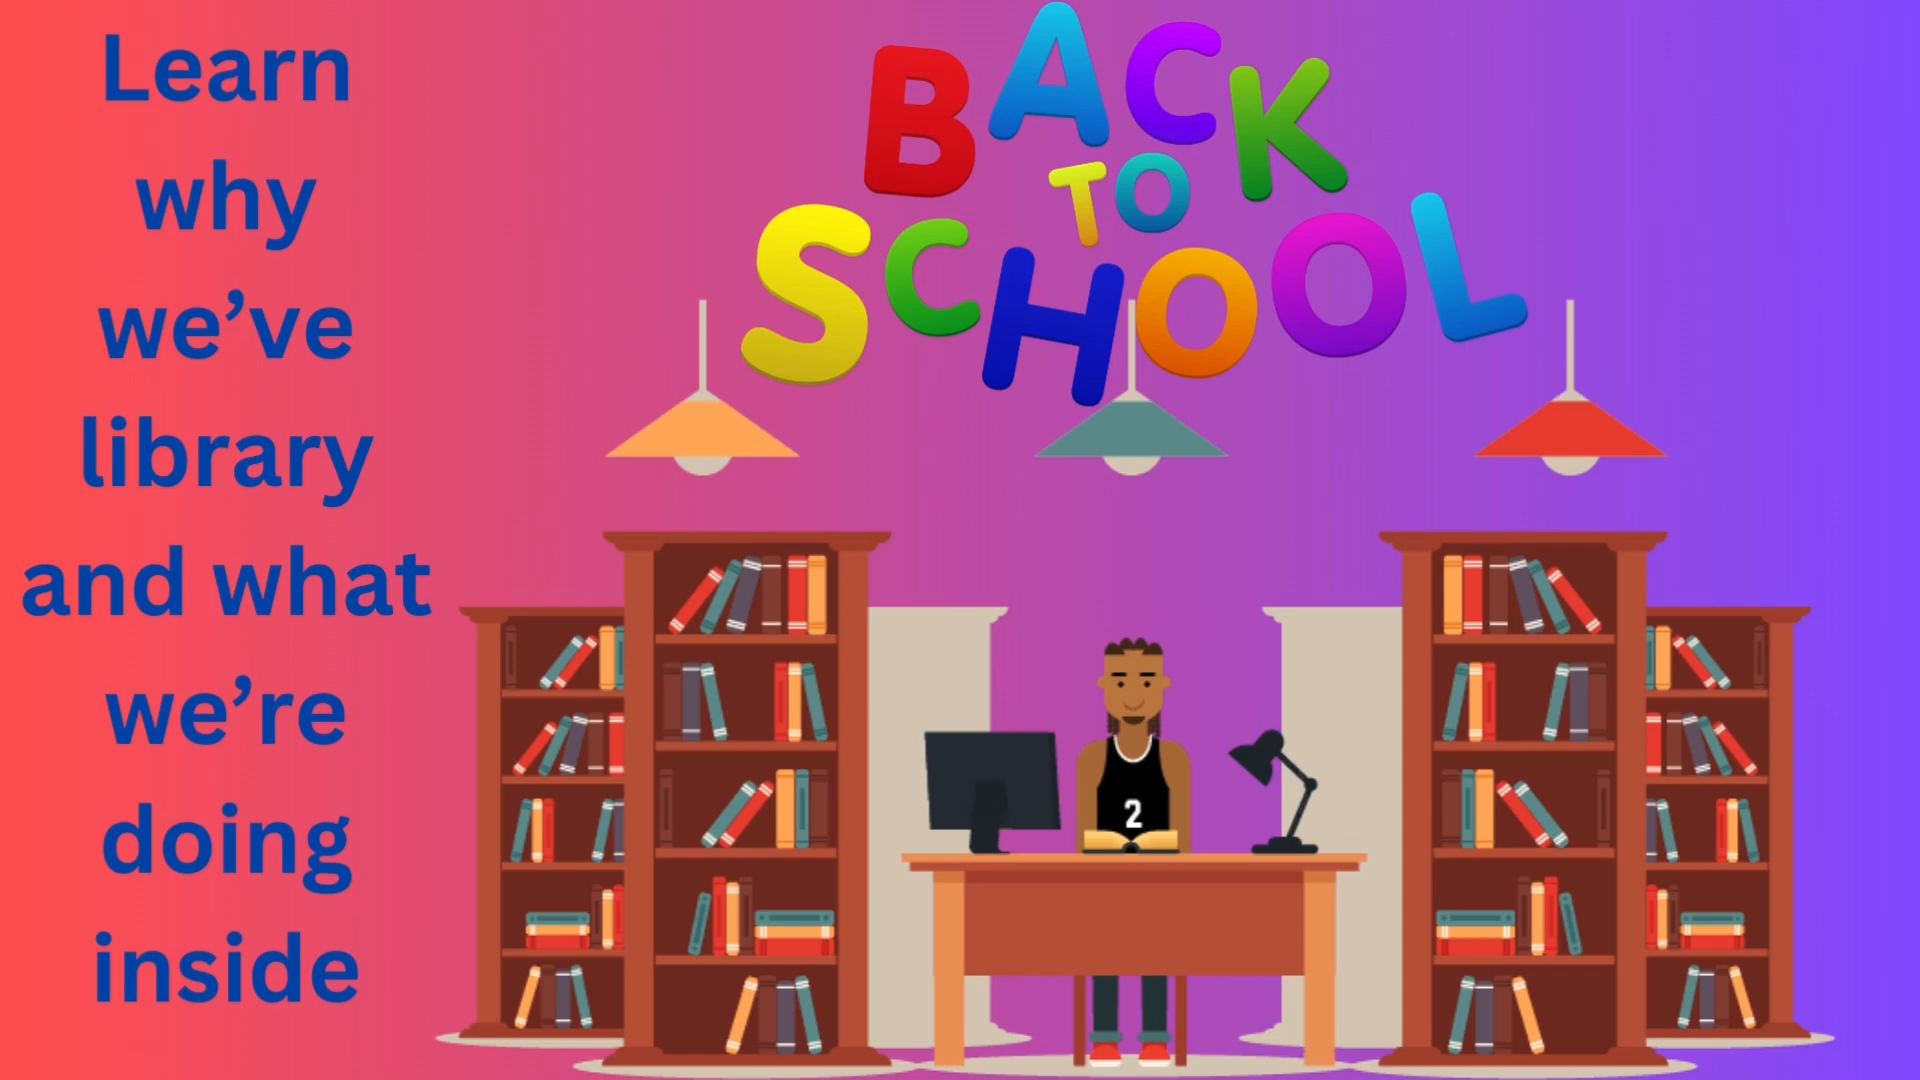 Learn
why
we’ve
library
and what
we’re
doing
inside
BACK
TO
SCHOOL
2